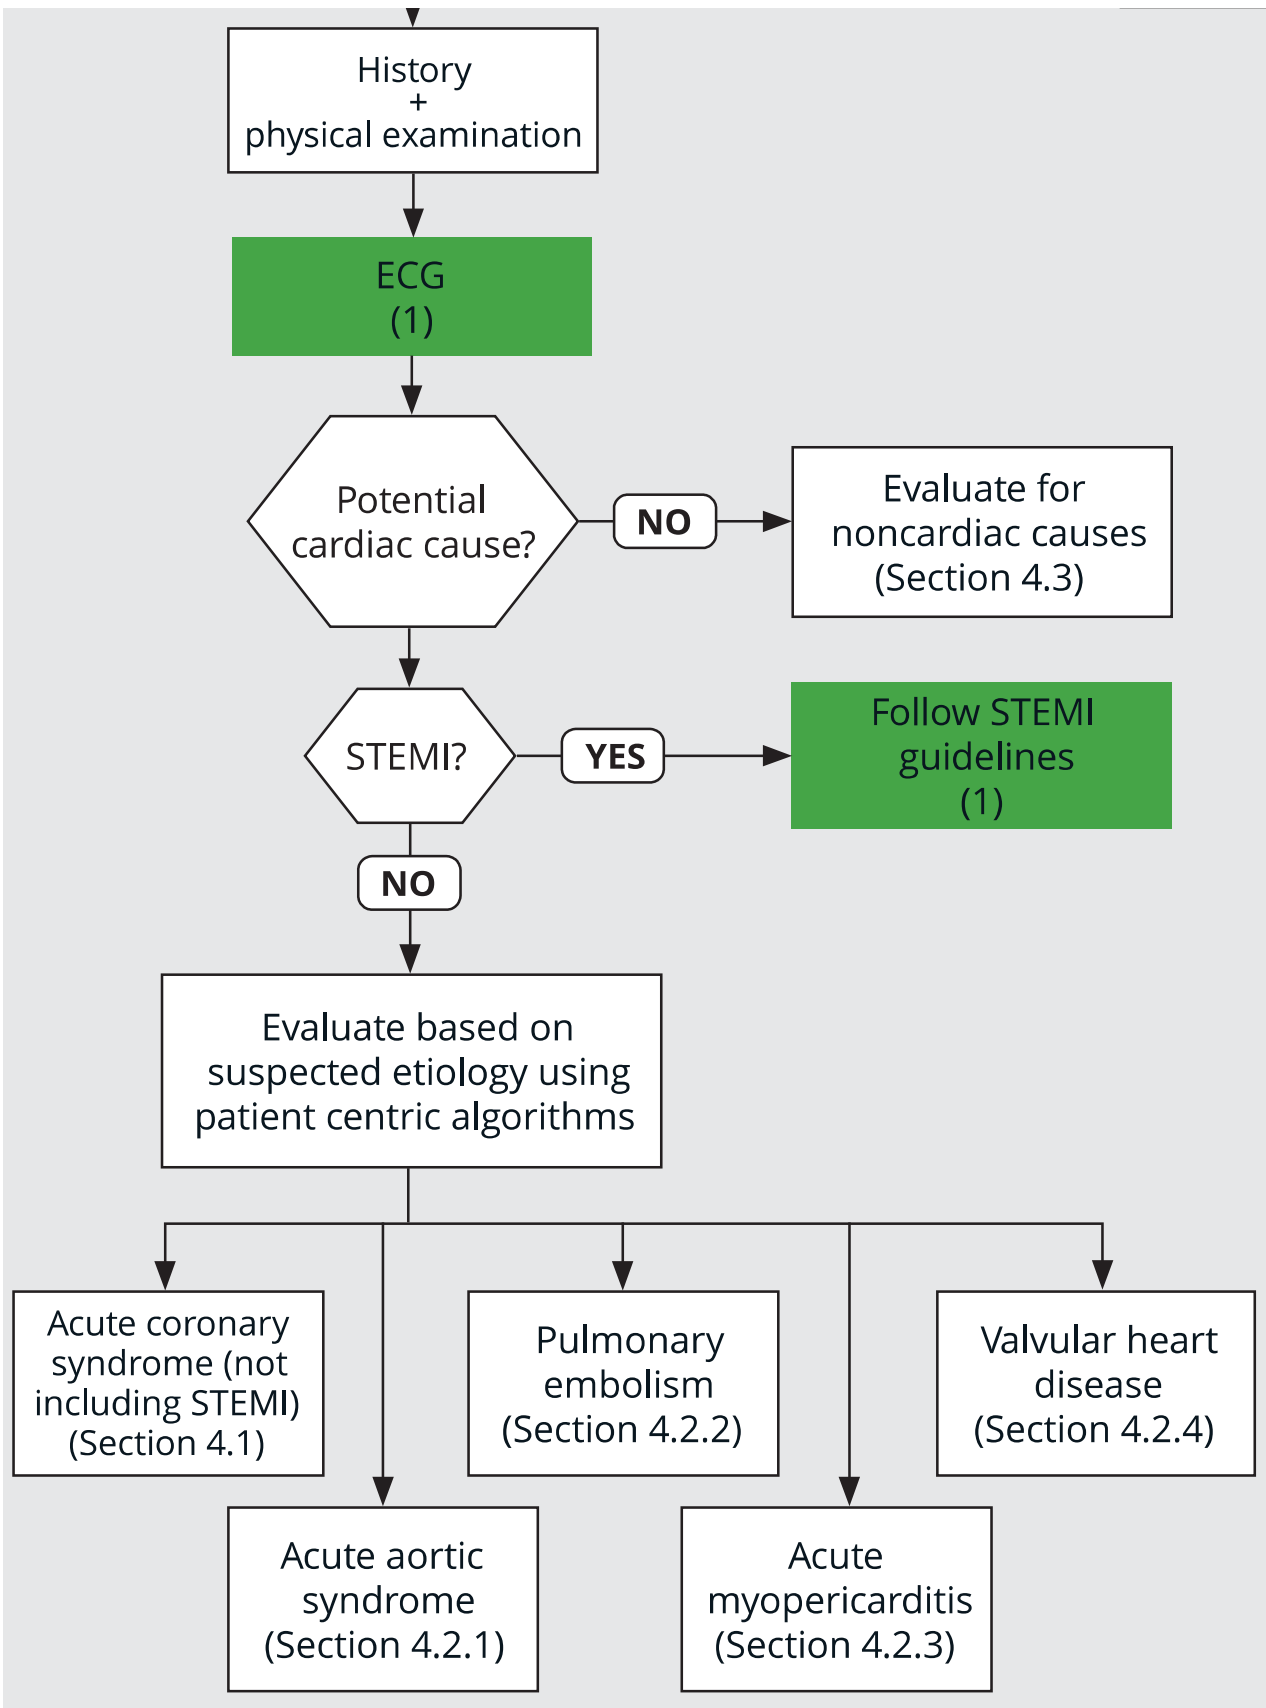 History
+
physical examination
ECG
(1)
Potential
cardiac cause?
NO
Evaluate for
noncardiac causes
(Section 4.3)
STEMI?
YES
Follow STEMI
guidelines
(1)
NO
Evaluate based on
suspected etiology using
patient centric algorithms
Acute coronary
syndrome (not
including STEMI)
(Section 4.1)
Pulmonary
embolism
(Section 4.2.2)
Valvular heart
disease
(Section 4.2.4)
Acute aortic
syndrome
(Section 4.2.1)
Acute
myopericarditis
(Section 4.2.3)